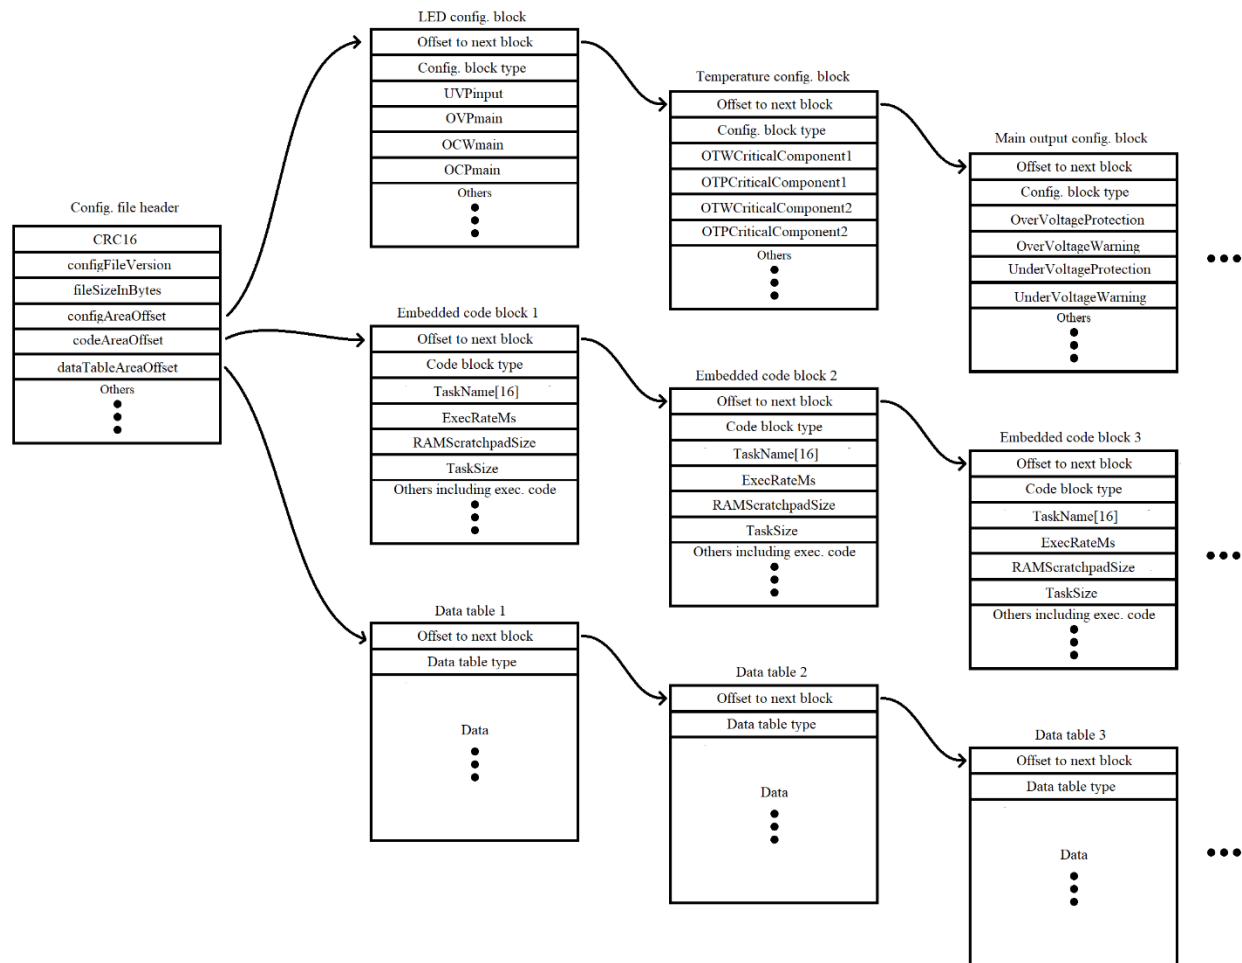 Config. file header
CRC16
configFileVersion
fileSizeInBytes
configAreaOffset
codeAreaOffset
dataTableAreaOffset
Others
LED config. block
Offset to next block
Config. block type
UVPinput
OVPmain
OCWmain
OCPmain
Others
Temperature config. block
Offset to next block
Config. block type
OTWCriticalComponent1
OTPCriticalComponent1
OTWCriticalComponent2
OTPCriticalComponent2
Others
Main output config. block
Offset to next block
Config. block type
OverVoltageProtection
OverVoltageWarning
UnderVoltageProtection
UnderVoltageWarning
Others
Embedded code block 1
Offset to next block
Code block type
TaskName[16]
ExecRateMs
RAMScratchpadSize
TaskSize
Others including exec. code
Embedded code block 2
Offset to next block
Code block type
TaskName[16]
ExecRateMs
RAMScratchpadSize
TaskSize
Others including exec. code
Embedded code block 3
Offset to next block
Code block type
TaskName[16]
ExecRateMs
RAMScratchpadSize
TaskSize
Others including exec. code
Data table 1
Offset to next block
Data table type
Data
Data table 2
Offset to next block
Data table type
Data
Data table 3
Offset to next block
Data table type
Data